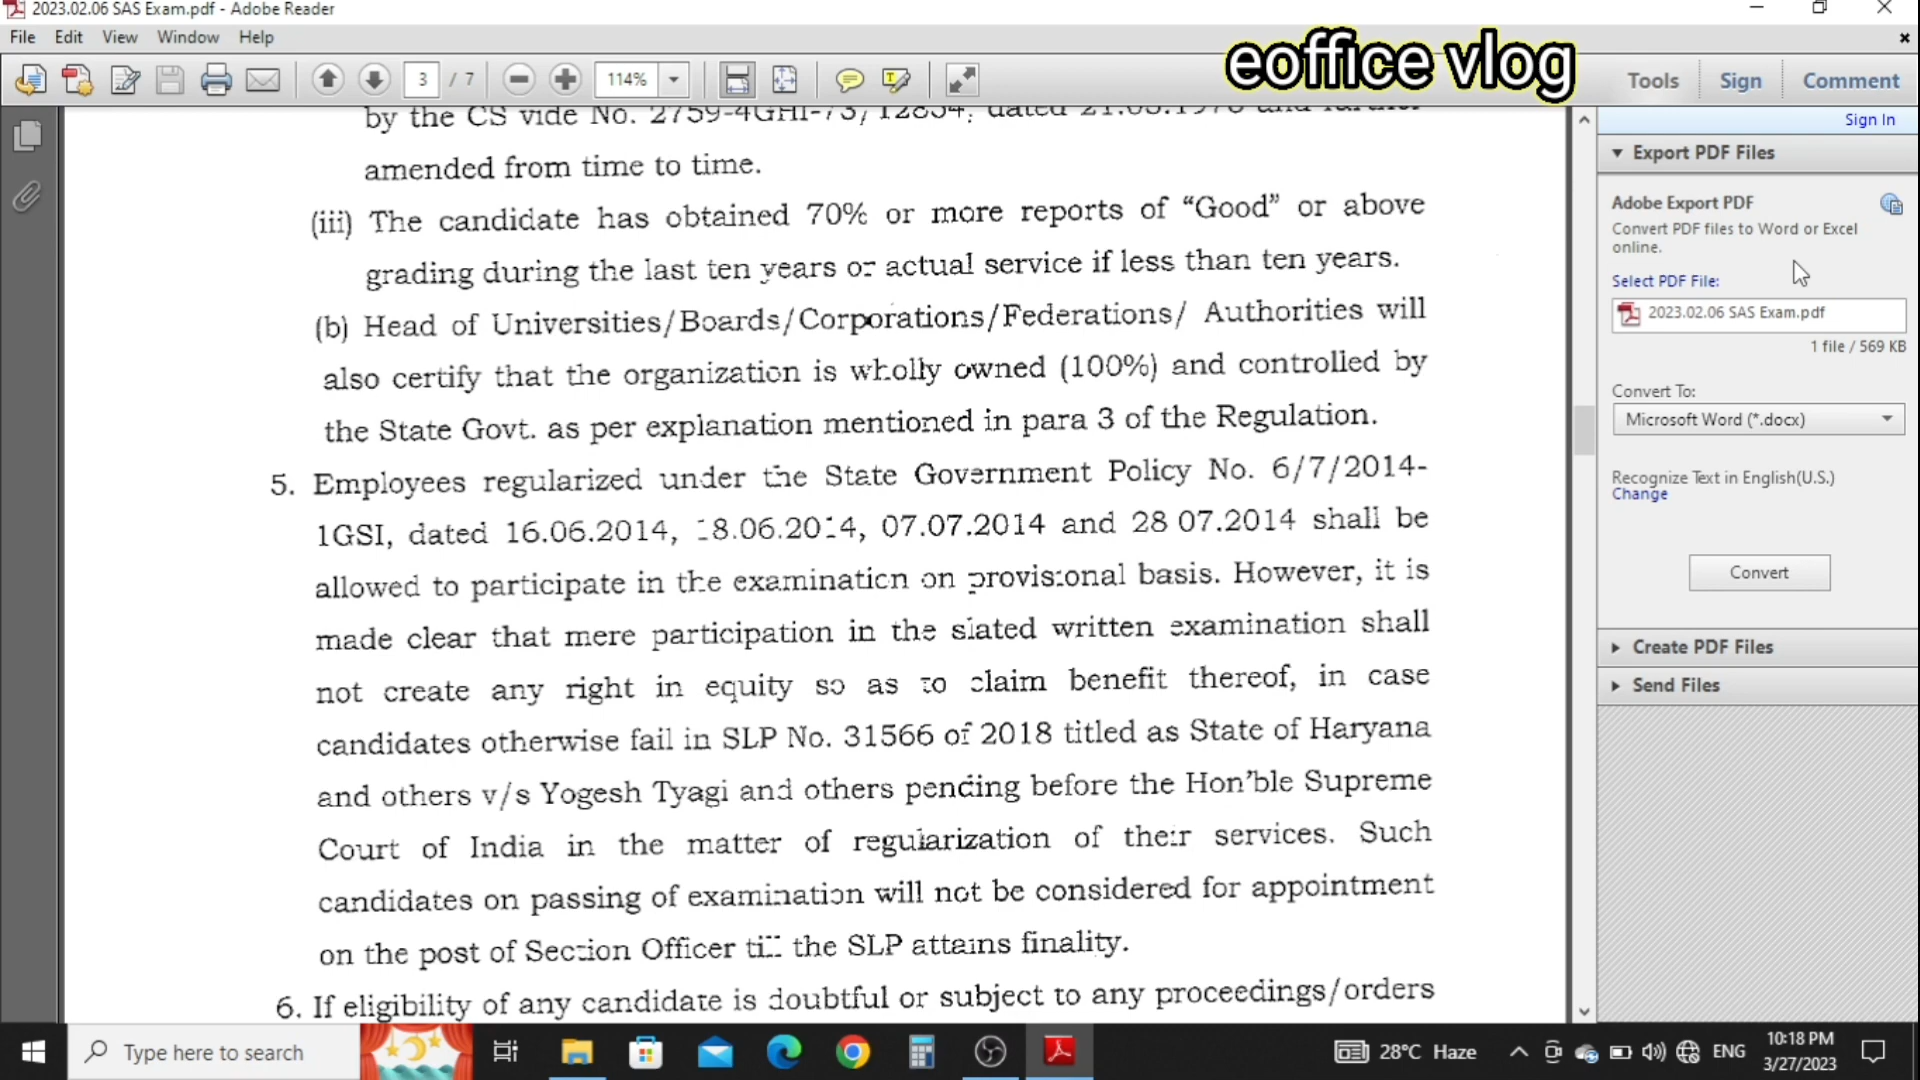 2023.02.06 SAS Exam.pdf - Adobe Reader
File Edit View Window Help
eoffice vlog
3 / 7
114%
Tools Sign Comment
by the CS vide No.
amended from time to time.
(iii) The candidate has obtained 70% or more reports of “Good” or above
grading during the last ten years or actual service if less than ten years.
(b) Head of Universities/Boards/Corporations/Federations/ Authorities will
also certify that the organization is wholly owned (100%) and controlled by
the State Govt. as per explanation mentioned in para 3 of the Regulation.
5. Employees regularized under the State Government Policy No. 6/7/2014-
1GSI, dated 16.06.2014, 18.06.2014, 07.07.2014 and 28 07.2014 shall be
allowed to participate in the examination on provisional basis. However, it is
made clear that mere participation in the slated written examination shall
not create any right in equity so as to claim benefit thereof, in case
candidates otherwise fail in SLP No. 31566 of 2018 titled as State of Haryana
and others v/s Yogesh Tyagi and others pending before the Hon’ble Supreme
Court of India in the matter of regularization of their services. Such
candidates on passing of examination will not be considered for appointment
on the post of Section Officer till the SLP attains finality.
6. If eligibility of any candidate is doubtful or subject to any proceedings/orders
Sign In
Export PDF Files
Adobe Export PDF
Convert PDF files to Word or Excel
online.
Select PDF File:
2023.02.06 SAS Exam.pdf
1 file / 569 KB
Convert To:
Microsoft Word (*.docx)
Recognize Text in English(U.S.)
Change
Convert
Create PDF Files
Send Files
Type here to search
28°C Haze
ENG
10:18 PM
3/27/2023